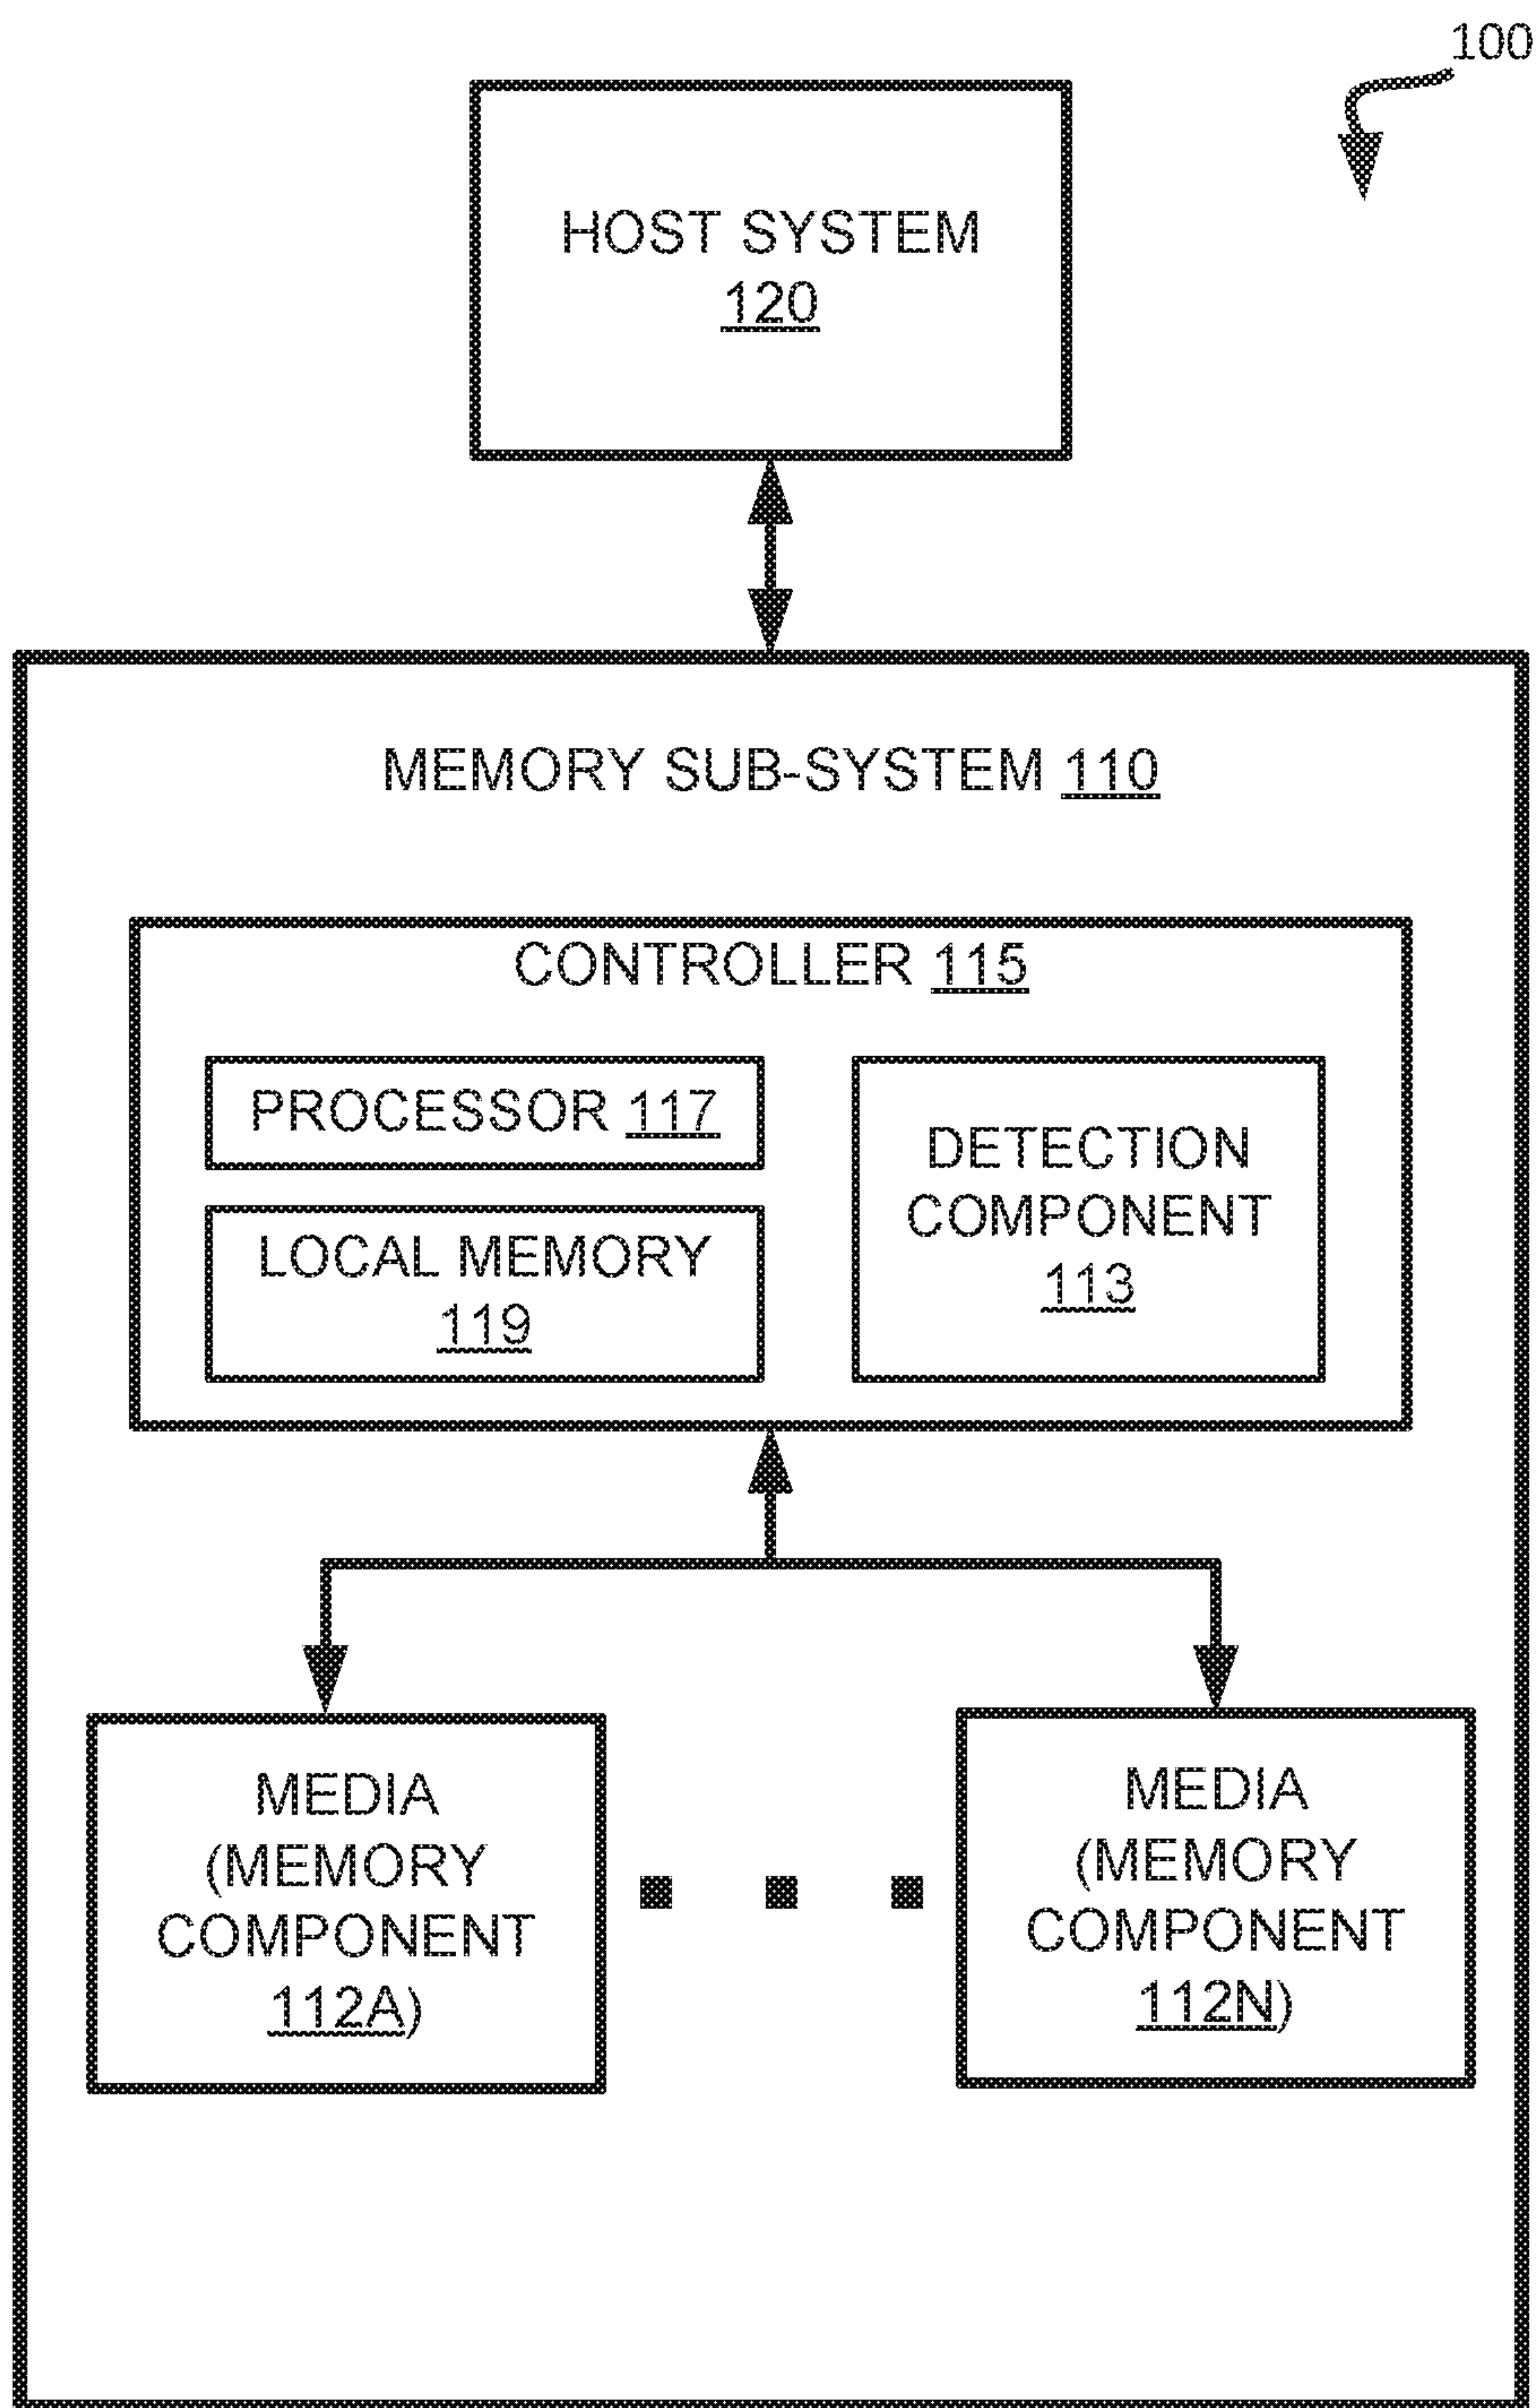 100
HOST SYSTEM
120
MEMORY SUB-SYSTEM 110
CONTROLLER 115
PROCESSOR 117
LOCAL MEMORY
119
DETECTION
COMPONENT
113
MEDIA
(MEMORY
COMPONENT
112A)
MEDIA
(MEMORY
COMPONENT
112N)